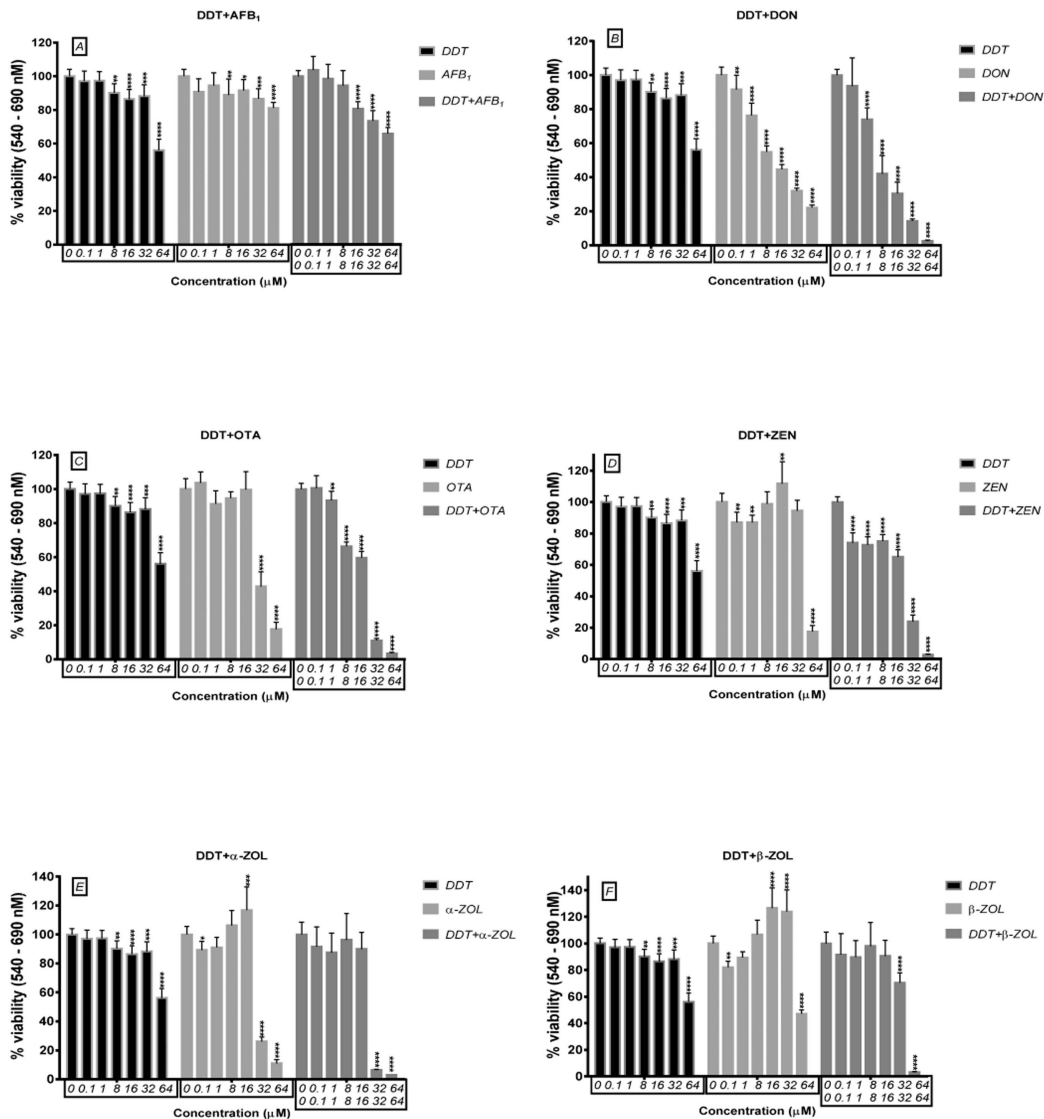 DDT+AFB₁
A
DDT
AFB₁
DDT+AFB₁
% viability (540 - 690 nM)
120
100
80
60
40
20
0
** **** *** ****
** * *** ****
**** **** ****
0 0.1 1 8 16 32 64 0 0.1 1 8 16 32 64 0 0.1 1 8 16 32 64
0 0.1 1 8 16 32 64
Concentration (μM)
DDT+DON
B
DDT
DON
DDT+DON
% viability (540 - 690 nM)
120
100
80
60
40
20
0
** **** *** ****
** **** **** **** **** ****
**** **** **** **** ****
0 0.1 1 8 16 32 64 0 0.1 1 8 16 32 64 0 0.1 1 8 16 32 64
0 0.1 1 8 16 32 64
Concentration (μM)
DDT+OTA
C
DDT
OTA
DDT+OTA
% viability (540 - 690 nM)
120
100
80
60
40
20
0
** **** *** ****
**** ****
** **** **** **** ****
0 0.1 1 8 16 32 64 0 0.1 1 8 16 32 64 0 0.1 1 8 16 32 64
0 0.1 1 8 16 32 64
Concentration (μM)
DDT+ZEN
D
DDT
ZEN
DDT+ZEN
% viability (540 - 690 nM)
120
100
80
60
40
20
0
** **** *** ****
** ** *** ****
**** **** **** **** **** ****
0 0.1 1 8 16 32 64 0 0.1 1 8 16 32 64 0 0.1 1 8 16 32 64
0 0.1 1 8 16 32 64
Concentration (μM)
DDT+α-ZOL
E
DDT
α-ZOL
DDT+α-ZOL
% viability (540 - 690 nM)
140
120
100
80
60
40
20
0
** **** *** ****
* *** **** ****
**** ****
0 0.1 1 8 16 32 64 0 0.1 1 8 16 32 64 0 0.1 1 8 16 32 64
0 0.1 1 8 16 32 64
Concentration (μM)
DDT+β-ZOL
F
DDT
β-ZOL
DDT+β-ZOL
% viability (540 - 690 nM)
140
120
100
80
60
40
20
0
** **** *** ****
** **** **** ****
**** ****
0 0.1 1 8 16 32 64 0 0.1 1 8 16 32 64 0 0.1 1 8 16 32 64
0 0.1 1 8 16 32 64
Concentration (μM)